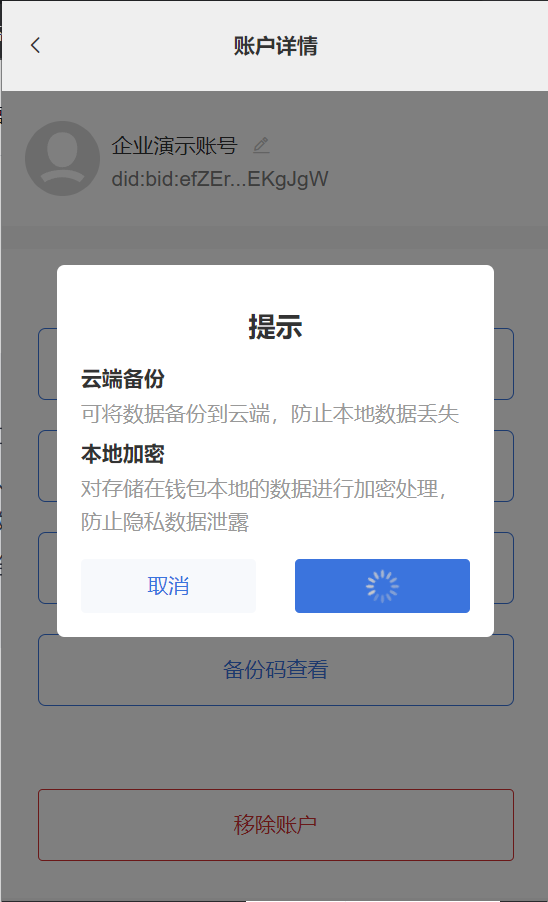 账户详情
企业演示账号
did:bid:efZEr...EKgJgW
提示
云端备份
可将数据备份到云端，防止本地数据丢失
本地加密
对存储在钱包本地的数据进行加密处理，
防止隐私数据泄露
取消
备份码查看
移除账户